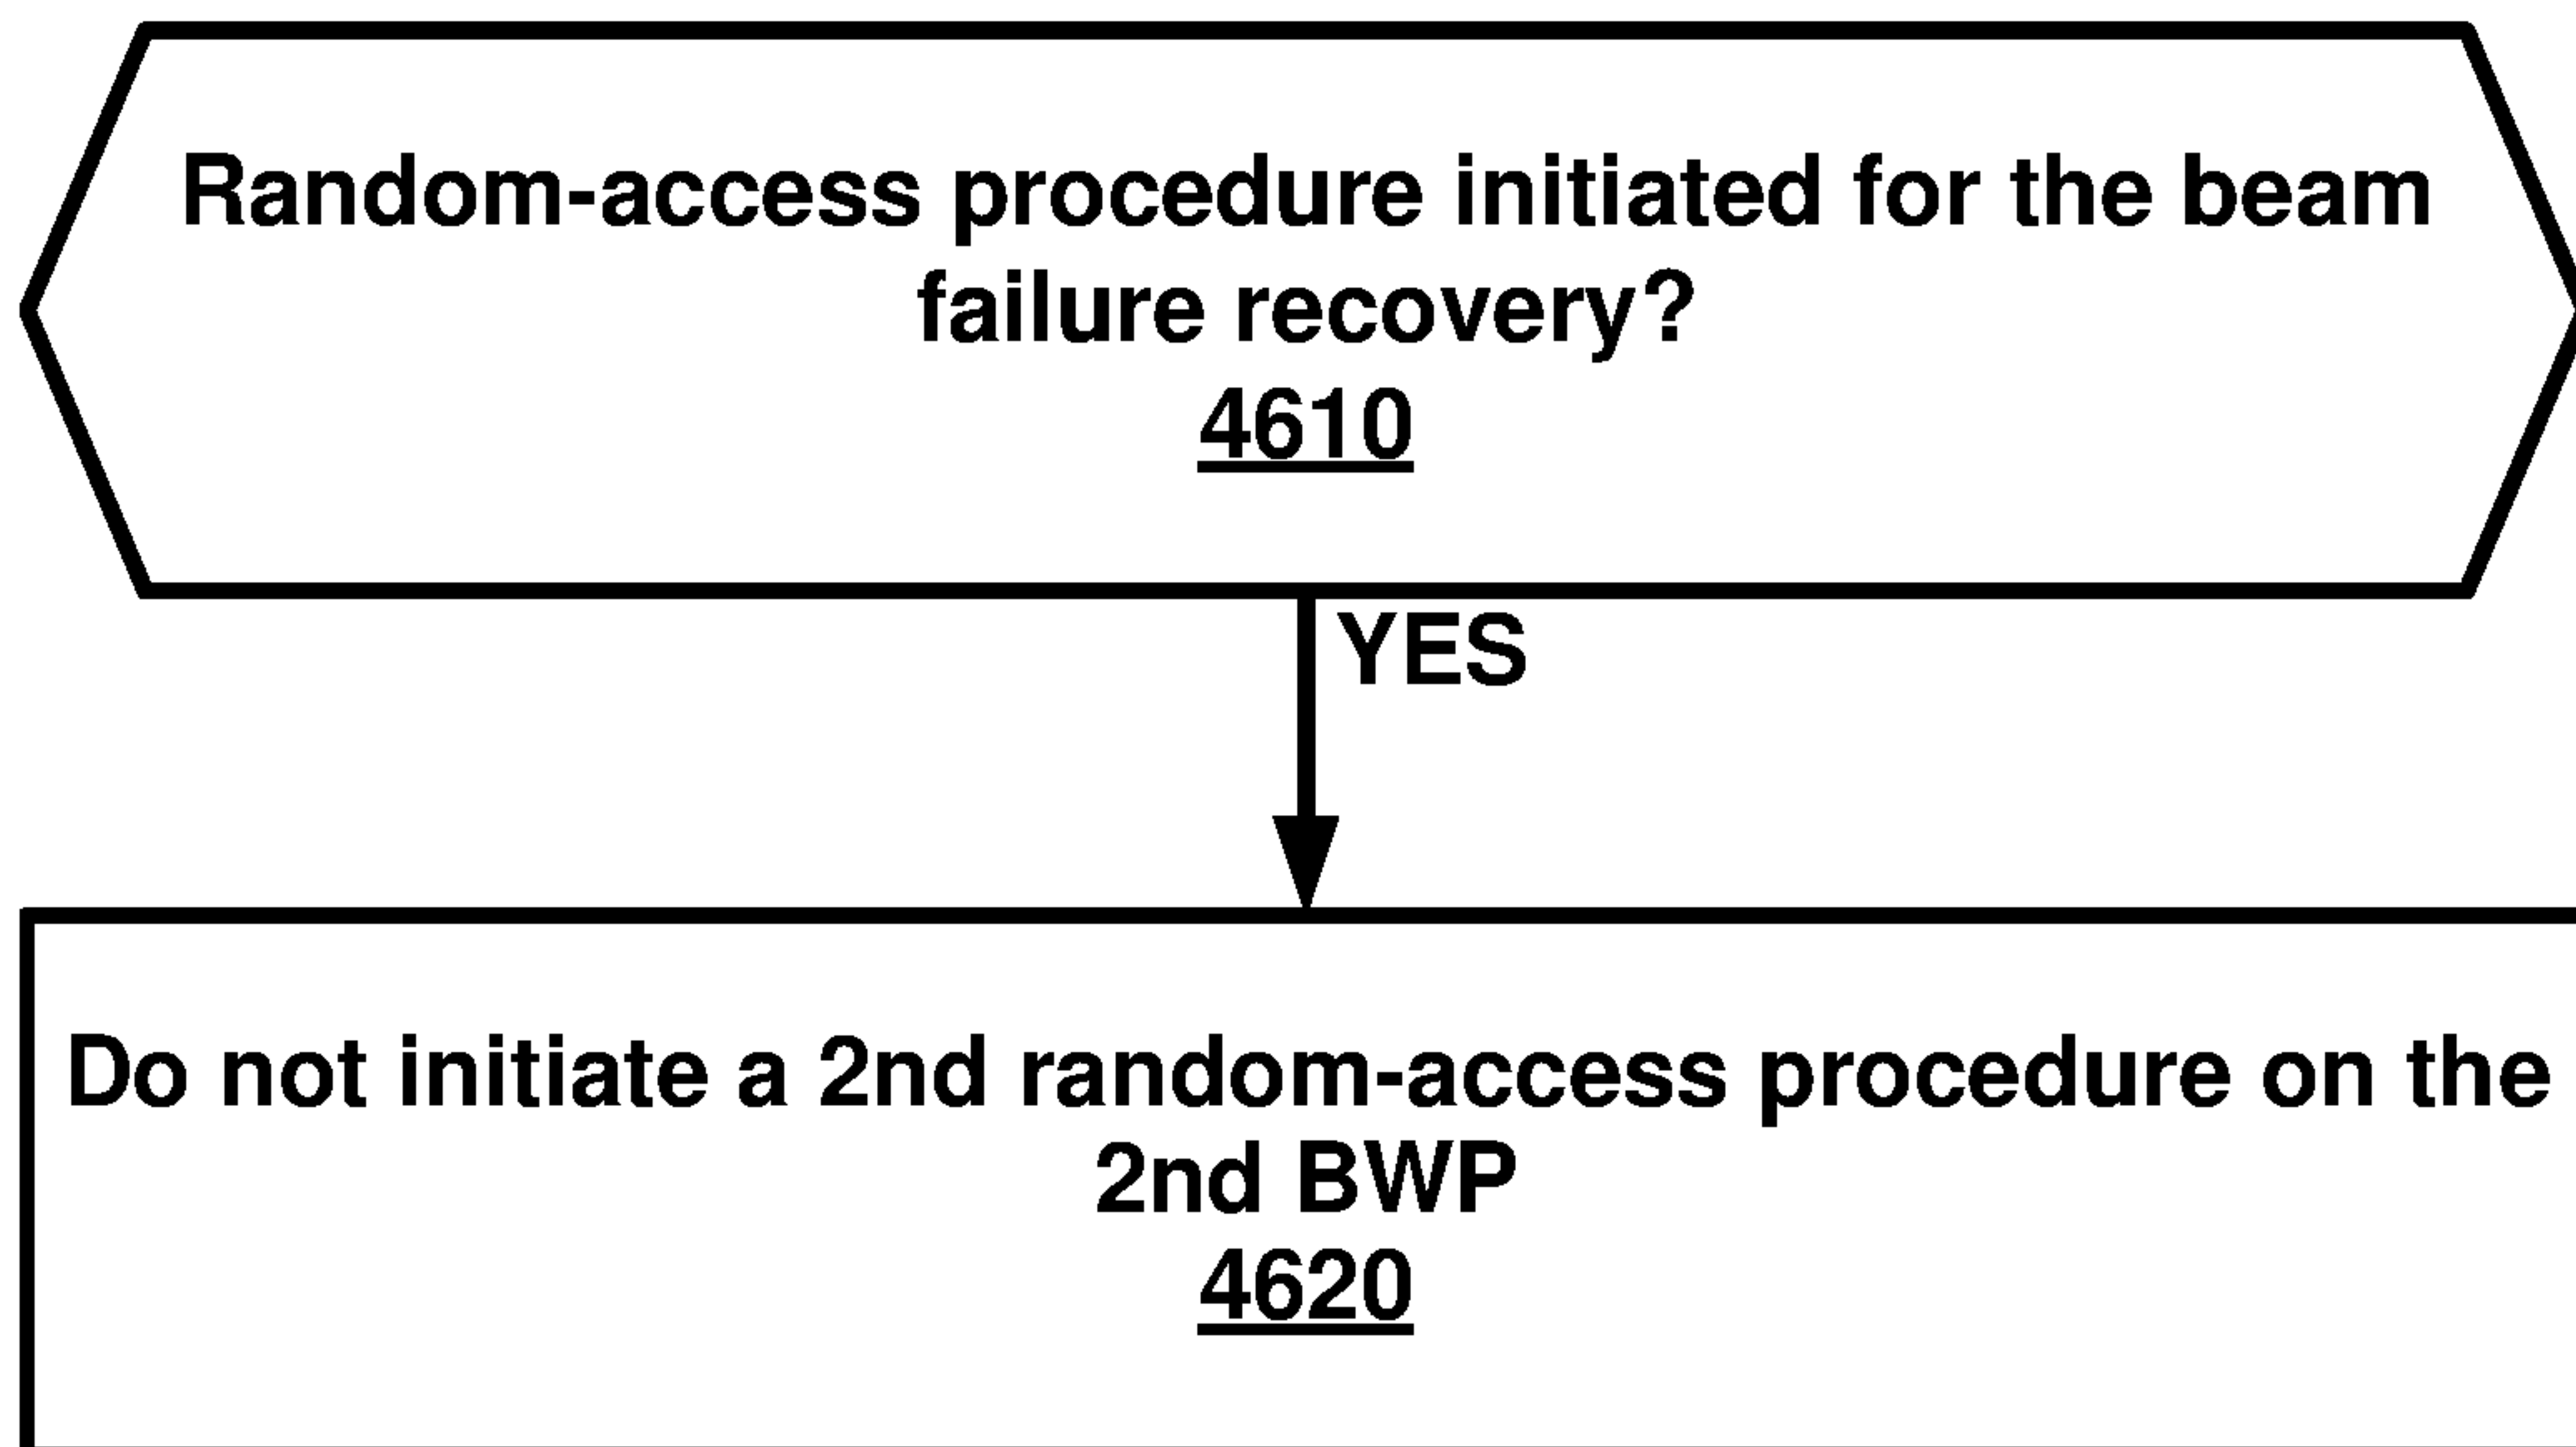 Random-access procedure initiated for the beam
failure recovery?
4610
YES
Do not initiate a 2nd random-access procedure on the
2nd BWP
4620